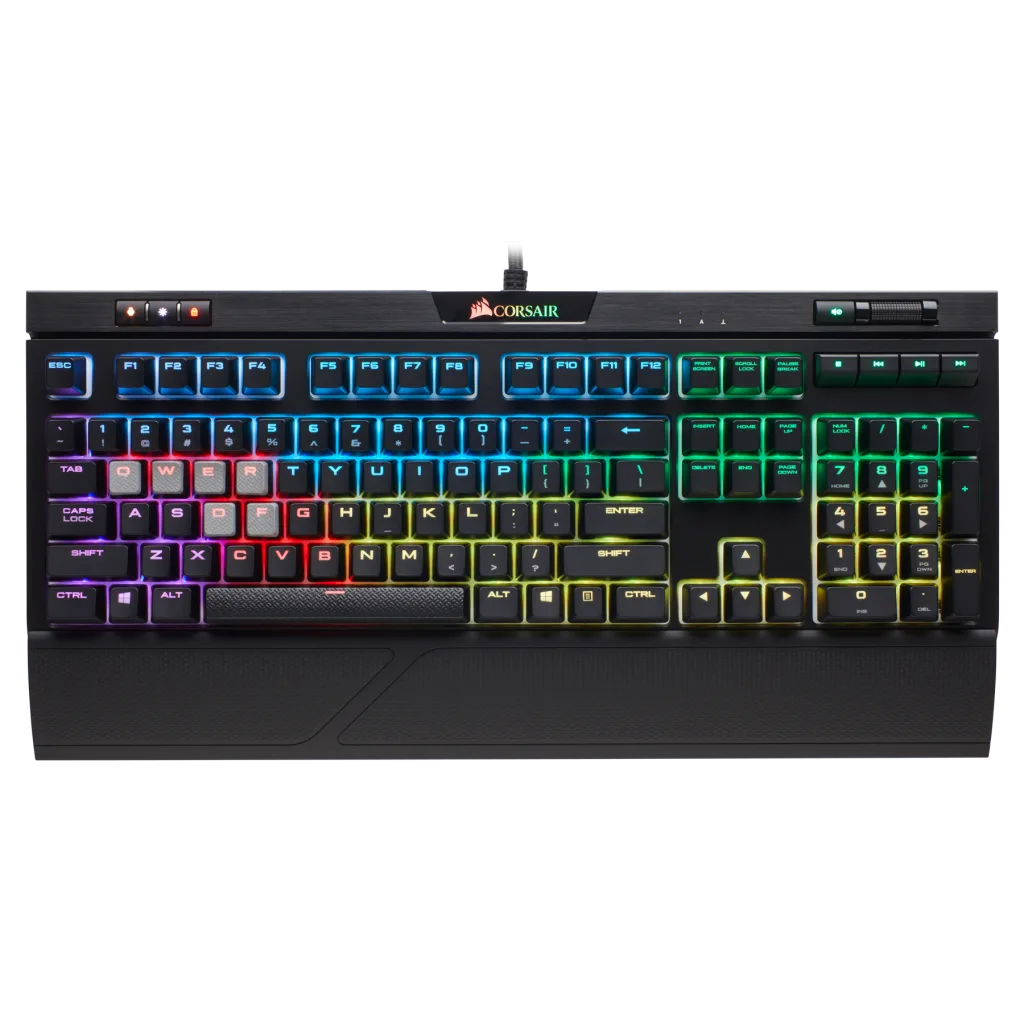 CORSAIR
1 A
ESC F1 F2 F3 F4 F5 F6 F7 F8 F9 F10 F11 F12 PRINT SCREEN SCROLL LOCK PAUSE BREAK
~ ` 1 ! 2 @ 3 # 4 $ 5 % 6 ^ 7 & 8 * 9 ( 0 ) - _ = + ← INSERT HOME PAGE UP NUM LOCK / * -
TAB Q W E R T Y U I O P [ { ] } \ | DELETE END PAGE DOWN 7 HOME 8 ▲ 9 PG UP +
CAPS LOCK A S D F G H J K L ; : ' " ENTER 4 ◀ 5 6 ▶
SHIFT Z X C V B N M , < . > / ? SHIFT ▲ 1 END 2 ▼ 3 PG DWN ENTER
CTRL ALT ALT CTRL ◀ ▼ ▶ 0 INS . DEL